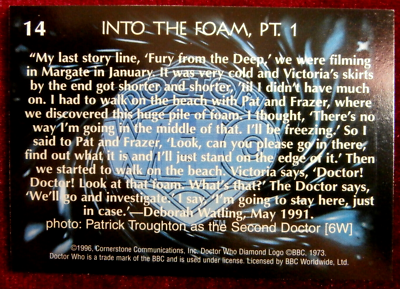 14
INTO THE FOAM, PT. 1
“My last story line, ‘Fury from the Deep,’ we were filming
in Margate in January. It was very cold and Victoria’s skirts
by the end got shorter and shorter, ’til I didn’t have much
on. I had to walk on the beach with Pat and Frazer, where
we discovered this huge pile of foam. I thought, ‘There’s no
way I’m going in the middle of that. I’ll be freezing.’ So I
said to Pat and Frazer, ‘Look, can you please go in there,
find out what it is and I’ll just stand on the edge of it.’ Then
we started to walk on the beach. Victoria says, ‘Doctor!
Doctor! Look at that foam. What’s that?’ The Doctor says,
‘We’ll go and investigate. I say, ‘I’m going to stay here, just
in case.’—Deborah Watling, May 1991.
photo: Patrick Troughton as the Second Doctor [6W]
©1996, Cornerstone Communications, Inc. Doctor Who Diamond Logo ©BBC, 1973.
Doctor Who is a trade mark of the BBC and is used under license. Licensed by BBC Worldwide, Ltd.